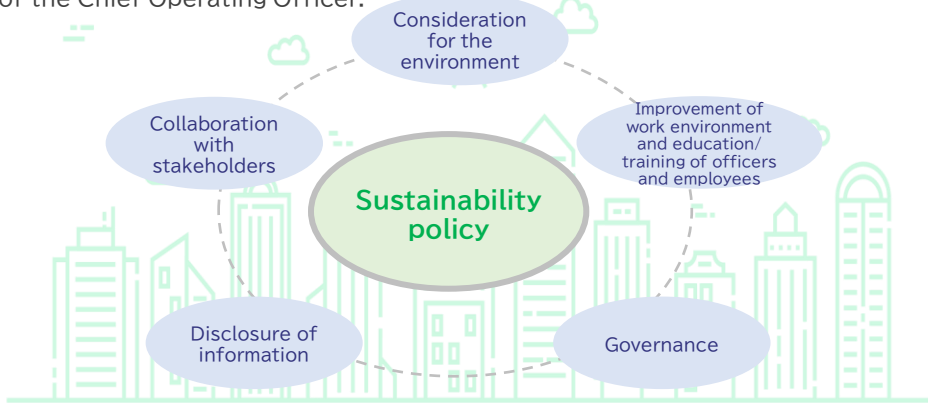 of the Chief Operating Officer.
Consideration
for the
environment
Improvement of
work environment
and education/
training of officers
and employees
Collaboration
with
stakeholders
Sustainability
policy
Disclosure of
information
Governance